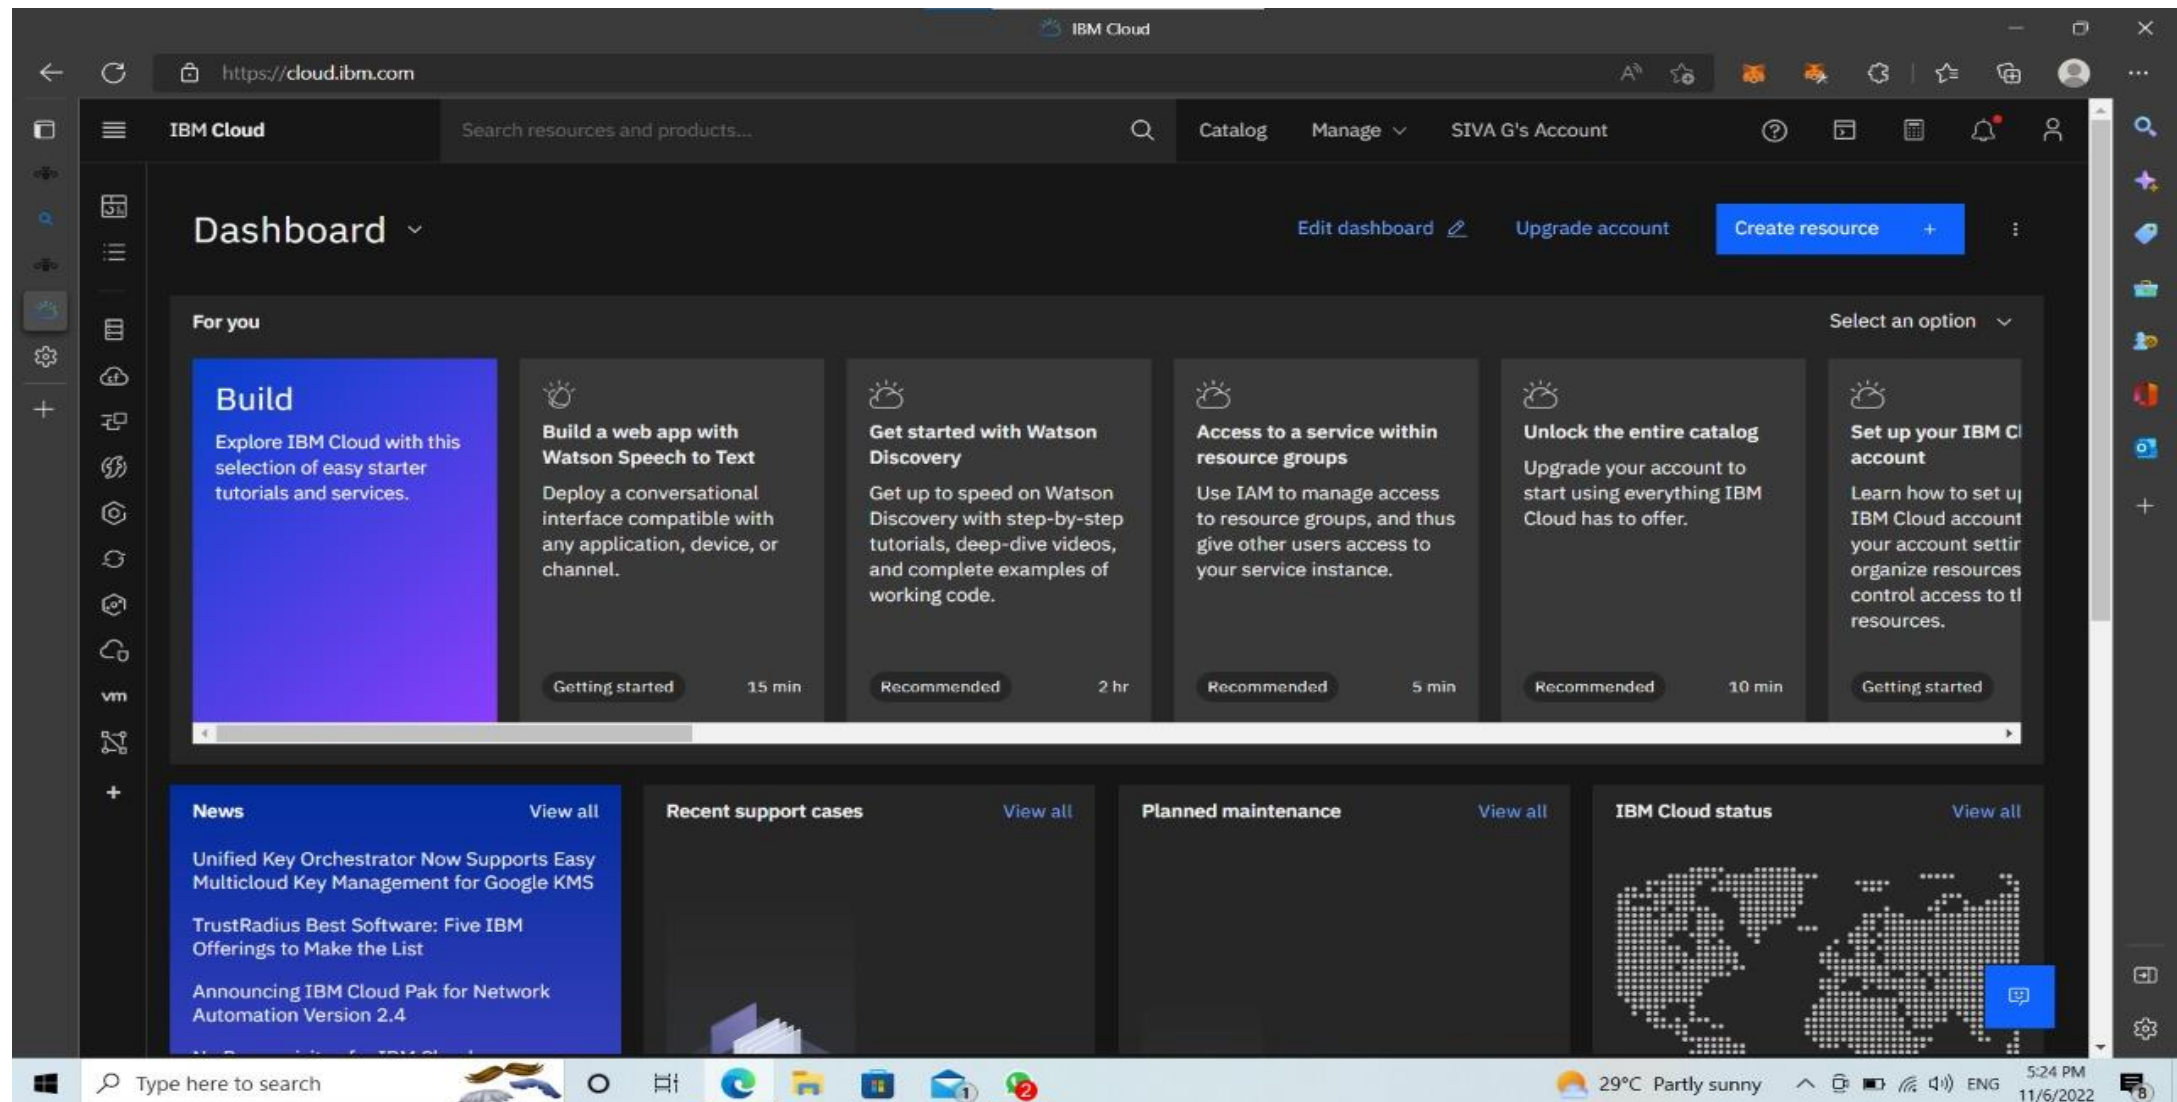 IBM Cloud
https://cloud.ibm.com
IBM Cloud
Search resources and products...
Catalog
Manage
SIVA G's Account
Dashboard
Edit dashboard
Upgrade account
Create resource +
For you
Select an option
Build
Explore IBM Cloud with this
selection of easy starter
tutorials and services.
Build a web app with
Watson Speech to Text
Deploy a conversational
interface compatible with
any application, device, or
channel.
Getting started
15 min
Get started with Watson
Discovery
Get up to speed on Watson
Discovery with step-by-step
tutorials, deep-dive videos,
and complete examples of
working code.
Recommended
2 hr
Access to a service within
resource groups
Use IAM to manage access
to resource groups, and thus
give other users access to
your service instance.
Recommended
5 min
Unlock the entire catalog
Upgrade your account to
start using everything IBM
Cloud has to offer.
Recommended
10 min
Set up your IBM Cl
account
Learn how to set up
IBM Cloud account
your account settin
organize resources
control access to th
resources.
Getting started
vm
News
View all
Unified Key Orchestrator Now Supports Easy
Multicloud Key Management for Google KMS
TrustRadius Best Software: Five IBM
Offerings to Make the List
Announcing IBM Cloud Pak for Network
Automation Version 2.4
Recent support cases
View all
Planned maintenance
View all
IBM Cloud status
View all
Type here to search
1
2
29°C Partly sunny
ENG
5:24 PM
11/6/2022
8